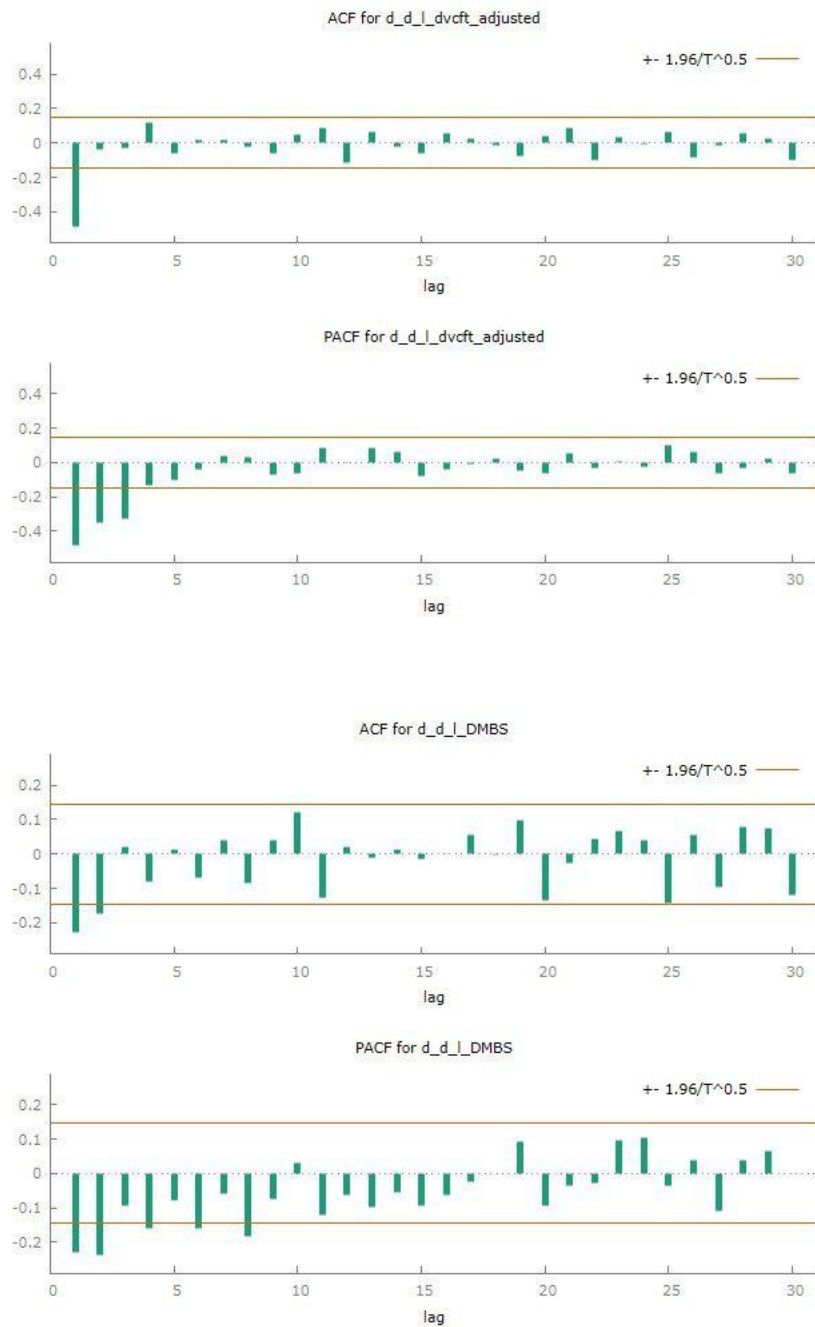 ACF for d_d_l_dvcft_adjusted
+- 1.96/T^0.5
0.4
0.2
0
-0.2
-0.4
0 5 10 15 20 25 30
lag
PACF for d_d_l_dvcft_adjusted
+- 1.96/T^0.5
0.4
0.2
0
-0.2
-0.4
0 5 10 15 20 25 30
lag
ACF for d_d_l_DMBS
+- 1.96/T^0.5
0.2
0.1
0
-0.1
-0.2
0 5 10 15 20 25 30
lag
PACF for d_d_l_DMBS
+- 1.96/T^0.5
0.2
0.1
0
-0.1
-0.2
0 5 10 15 20 25 30
lag